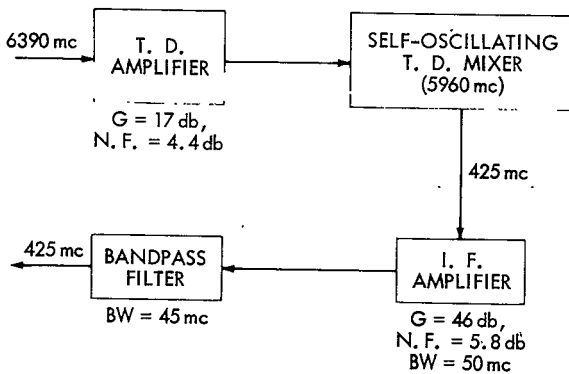 6390 mc
T. D.
AMPLIFIER
G = 17 db,
N. F. = 4.4 db
SELF-OSCILLATING
T. D. MIXER
(5960 mc)
425 mc
I. F.
AMPLIFIER
G = 46 db,
N. F. = 5.8 db
BW = 50 mc
BANDPASS
FILTER
BW = 45 mc
425 mc